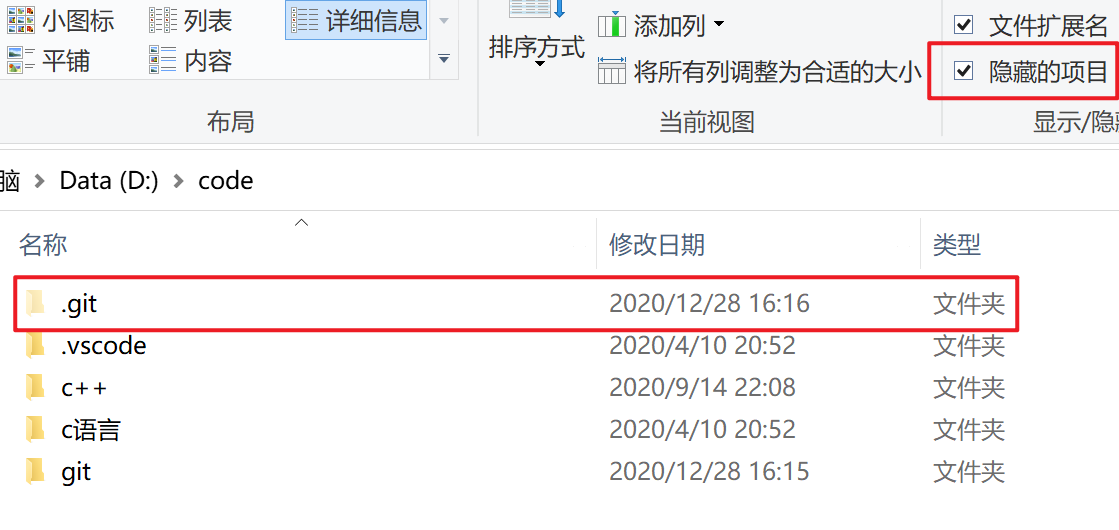 小图标 列表 详细信息 添加列 文件扩展名
平铺 内容 排序方式 将所有列调整为合适的大小 隐藏的项目
布局 当前视图 显示/隐
脑 Data (D:) code
名称 修改日期 类型
.git 2020/12/28 16:16 文件夹
.vscode 2020/4/10 20:52 文件夹
c++ 2020/9/14 22:08 文件夹
c语言 2020/4/10 20:52 文件夹
git 2020/12/28 16:15 文件夹